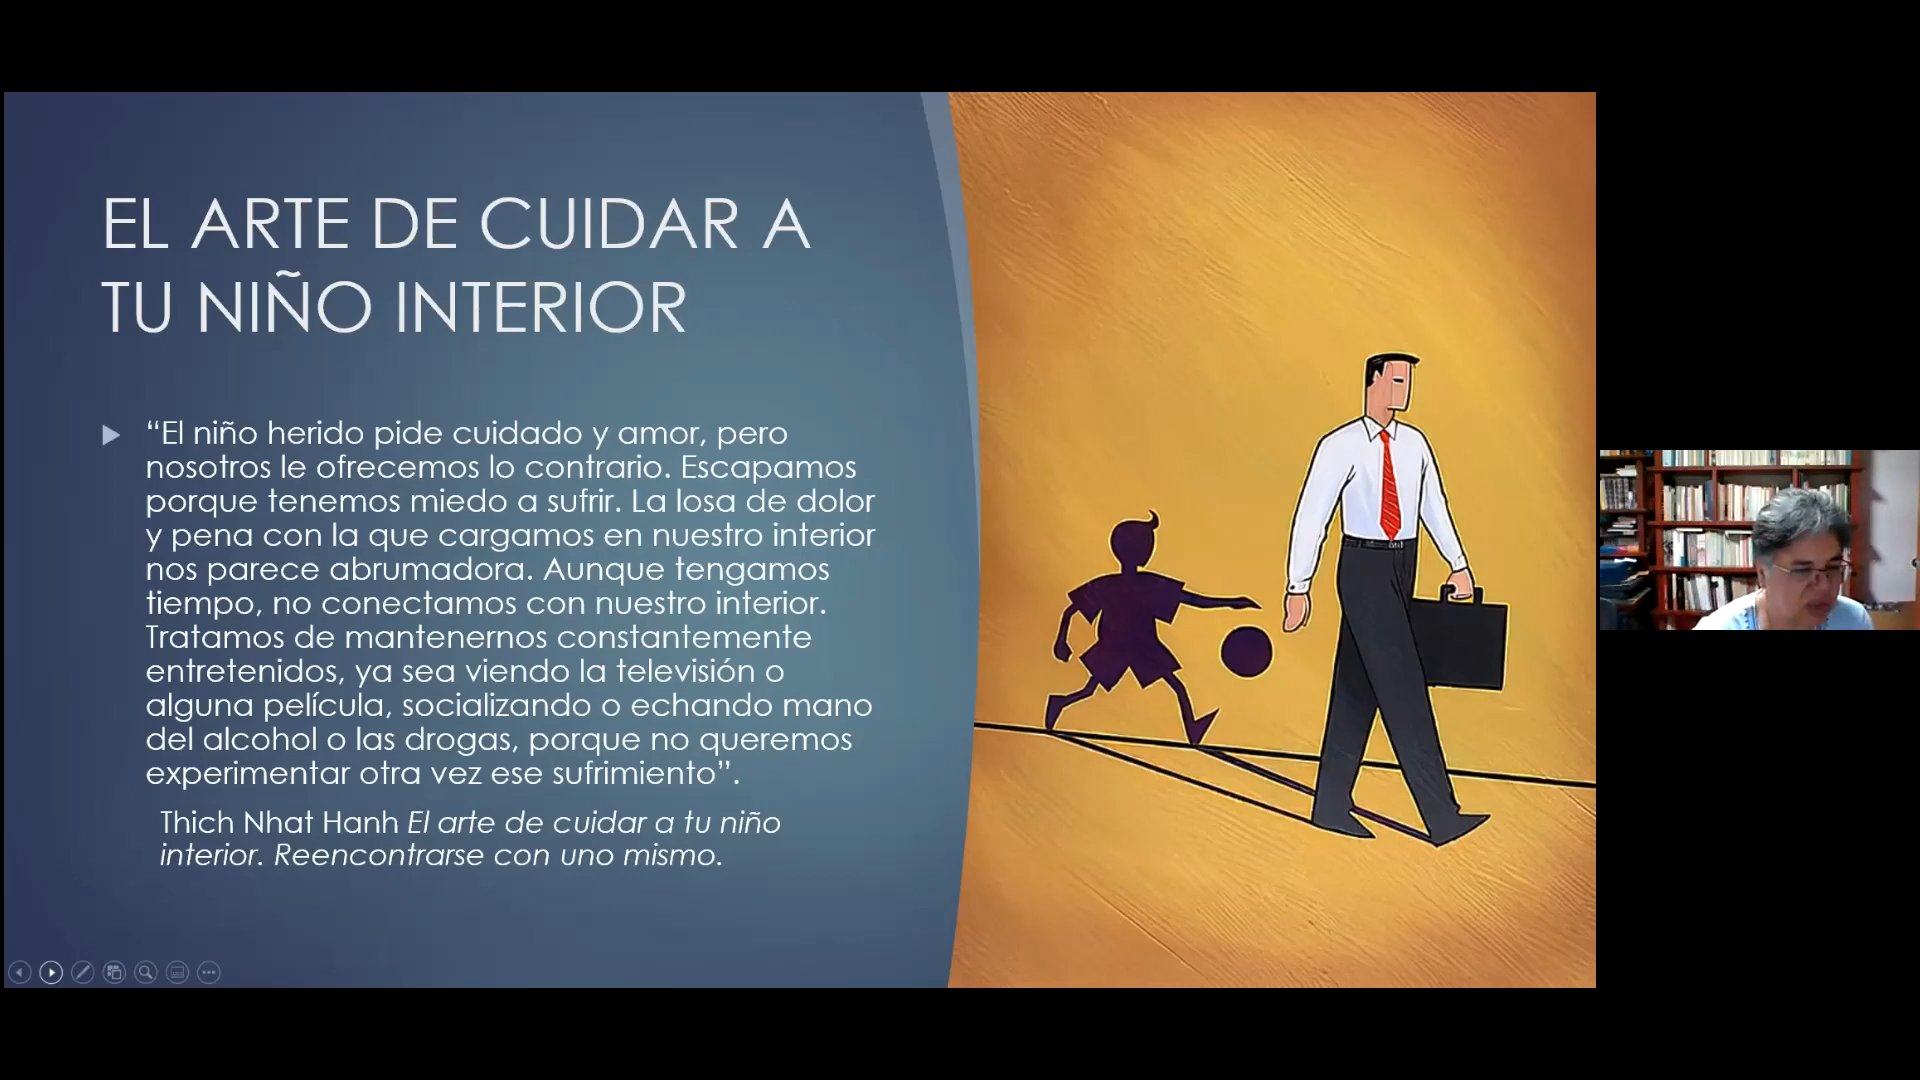 EL ARTE DE CUIDAR A
TU NIÑO INTERIOR
“El niño herido pide cuidado y amor, pero
nosotros le ofrecemos lo contrario. Escapamos
porque tenemos miedo a sufrir. La losa de dolor
y pena con la que cargamos en nuestro interior
nos parece abrumadora. Aunque tengamos
tiempo, no conectamos con nuestro interior.
Tratamos de mantenernos constantemente
entretenidos, ya sea viendo la televisión o
alguna película, socializando o echando mano
del alcohol o las drogas, porque no queremos
experimentar otra vez ese sufrimiento”.
Thich Nhat Hanh El arte de cuidar a tu niño
interior. Reencontrarse con uno mismo.